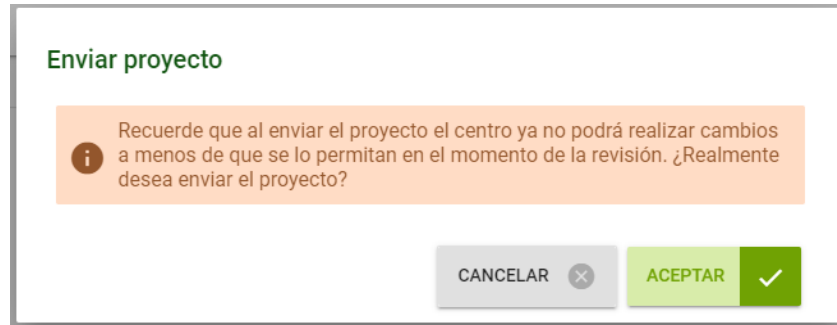 Enviar proyecto
Recuerde que al enviar el proyecto el centro ya no podrá realizar cambios
a menos de que se lo permitan en el momento de la revisión. ¿Realmente
desea enviar el proyecto?
CANCELAR
ACEPTAR